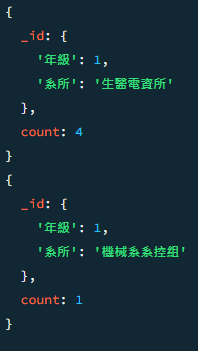 {
_id: {
'年級': 1,
'系所': '生醫電資所'
},
count: 4
}
{
_id: {
'年級': 1,
'系所': '機械系系控組'
},
count: 1
}